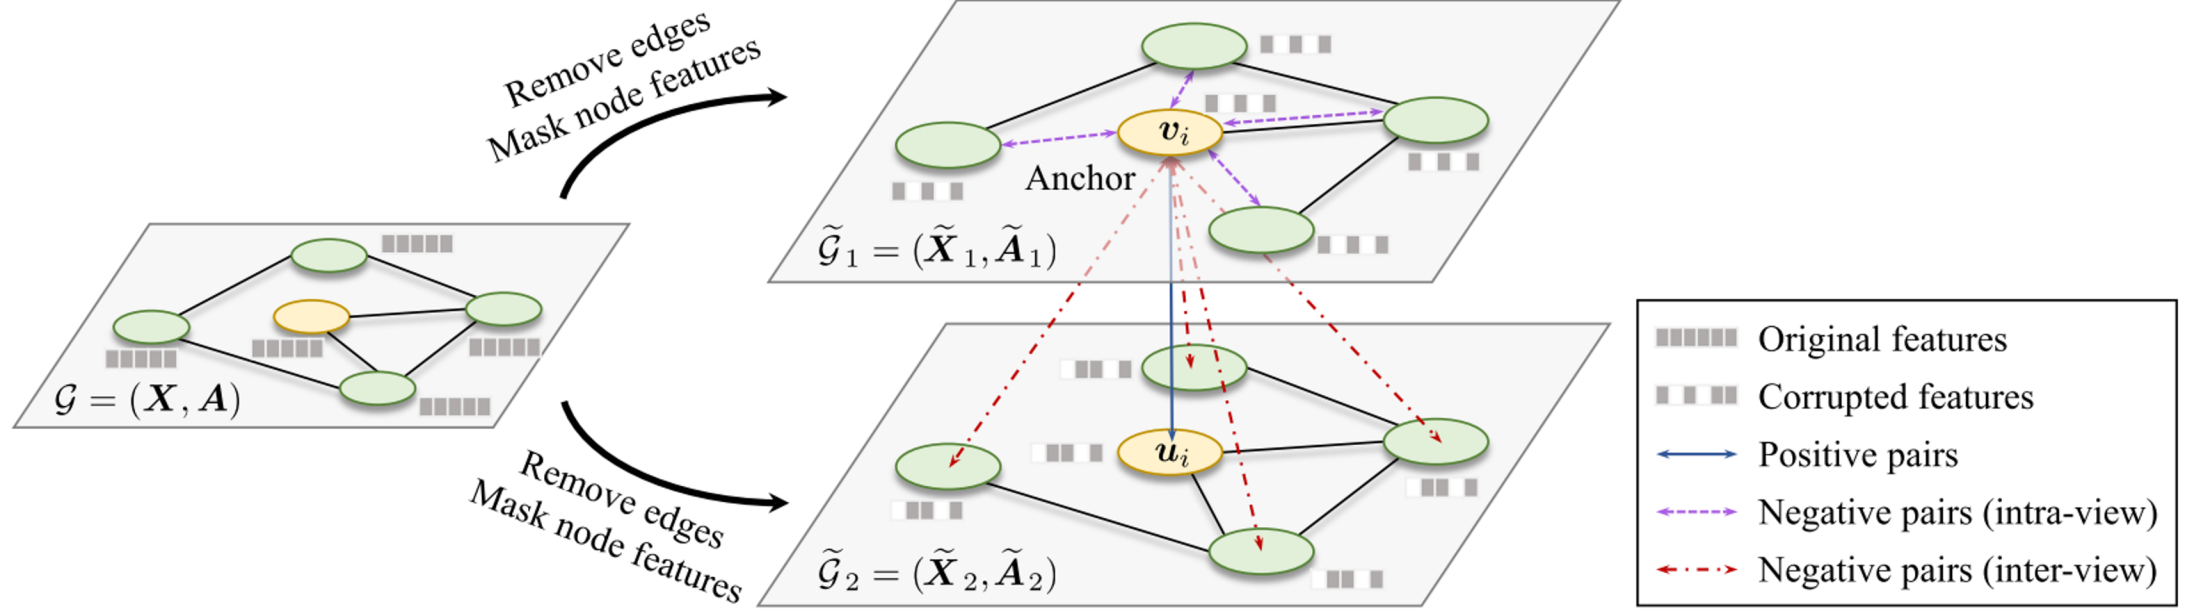 Remove edges
Mask node features
𝒢 = (X, A)
Remove edges
Mask node features
v_i
Anchor
𝒢̃₁ = (X̃₁, Ã₁)
u_i
𝒢̃₂ = (X̃₂, Ã₂)
Original features
Corrupted features
Positive pairs
Negative pairs (intra-view)
Negative pairs (inter-view)